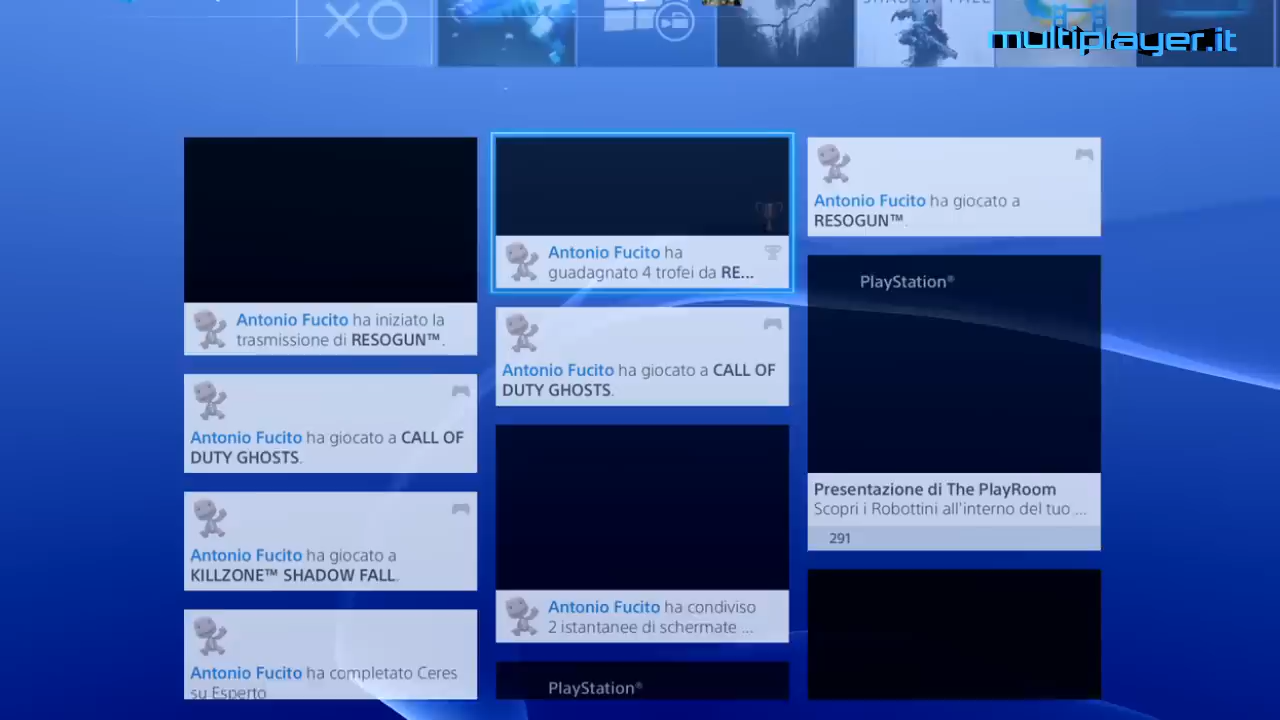 SHADOW FALL
multiplayer.it
Antonio Fucito ha iniziato la
trasmissione di RESOGUN™.
Antonio Fucito ha giocato a CALL OF
DUTY GHOSTS.
Antonio Fucito ha giocato a
KILLZONE™ SHADOW FALL.
Antonio Fucito ha completato Ceres
su Esperto
Antonio Fucito ha
guadagnato 4 trofei da RE...
Antonio Fucito ha giocato a CALL OF
DUTY GHOSTS.
Antonio Fucito ha condiviso
2 istantanee di schermate ...
PlayStation®
Antonio Fucito ha giocato a
RESOGUN™.
PlayStation®
Presentazione di The PlayRoom
Scopri i Robottini all'interno del tuo ...
291